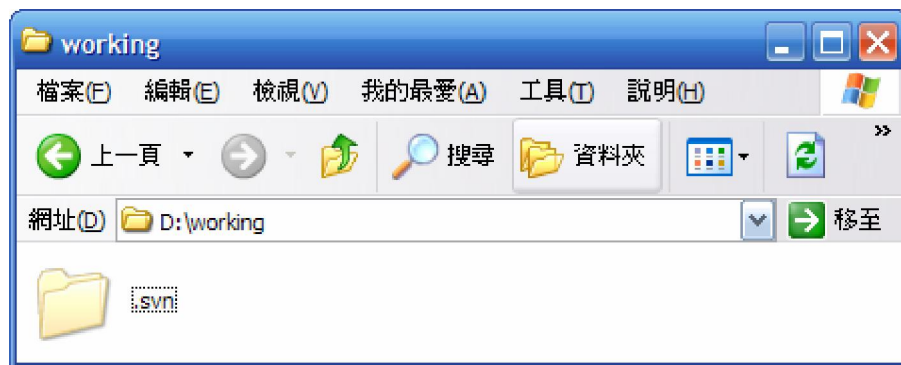 working
檔案(F) 編輯(E) 檢視(V) 我的最愛(A) 工具(T) 說明(H)
上一頁 搜尋 資料夾 »
網址(D) D:\working 移至
.svn